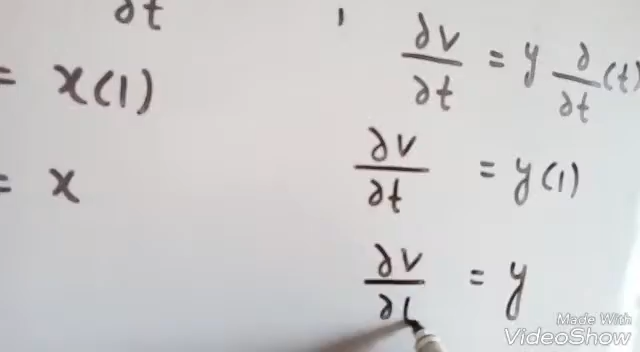 ∂t
= x(1)
= x
, ∂v/∂t = y ∂/∂t (t)
∂v/∂t = y(1)
∂v/∂t = y
Made With
VideoShow